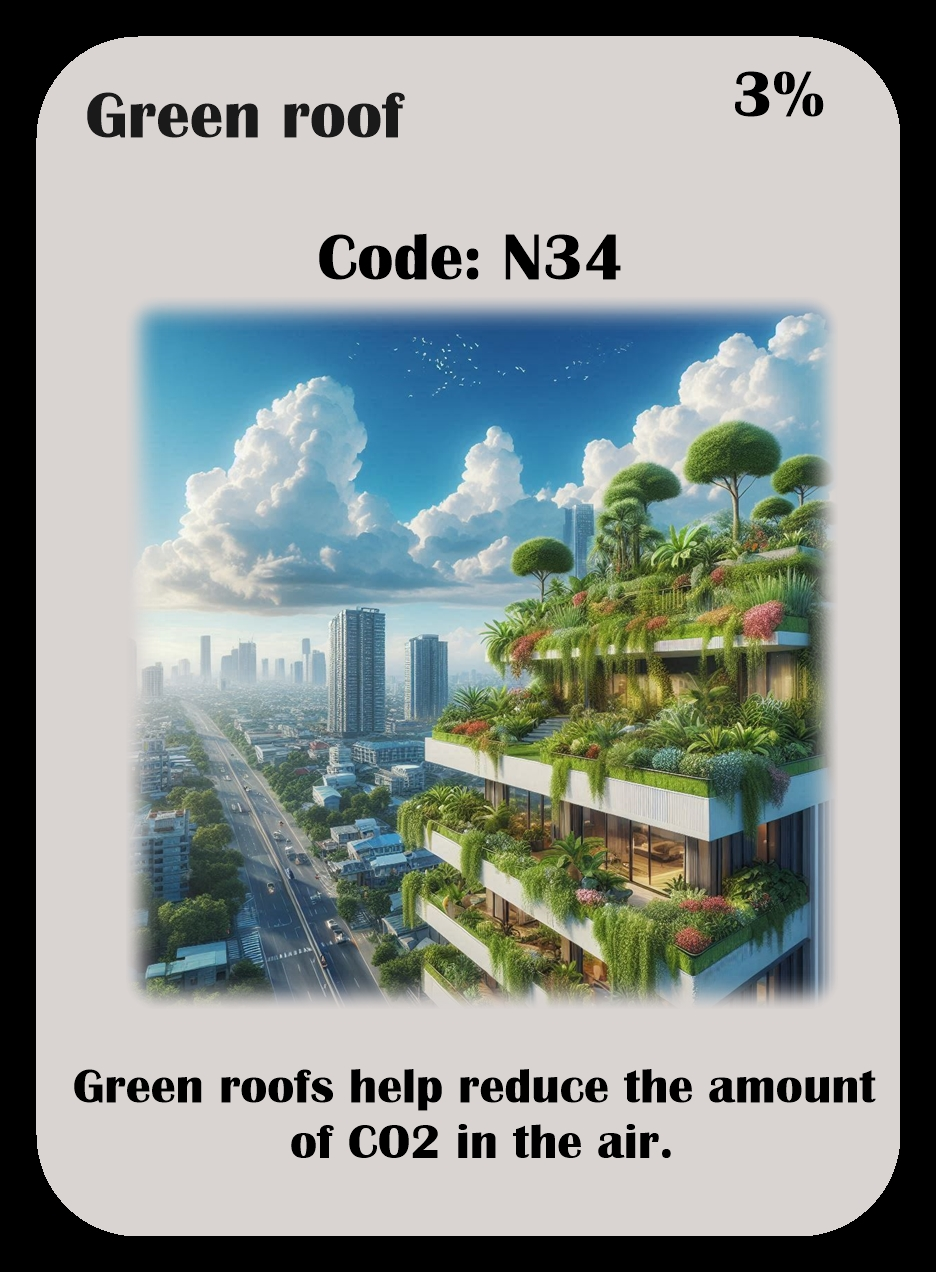 Green roof
3%
Code: N34
Green roofs help reduce the amount
of CO2 in the air.